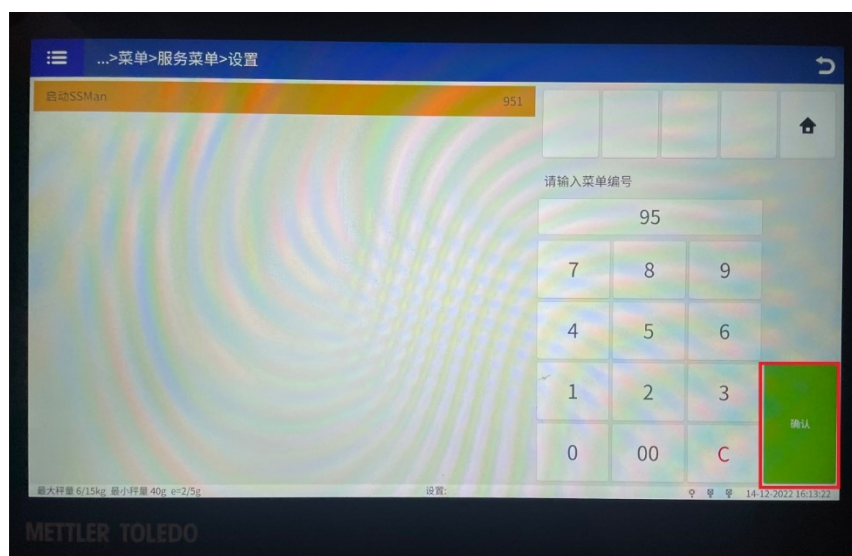 ...>菜单>服务菜单>设置
启动SSMan 951
请输入菜单编号
95
7 8 9
4 5 6
1 2 3
确认
0 00 C
最大秤量 6/15kg 最小秤量 40g e=2/5g 设置: 14-12-2022 16:13:22
METTLER TOLEDO